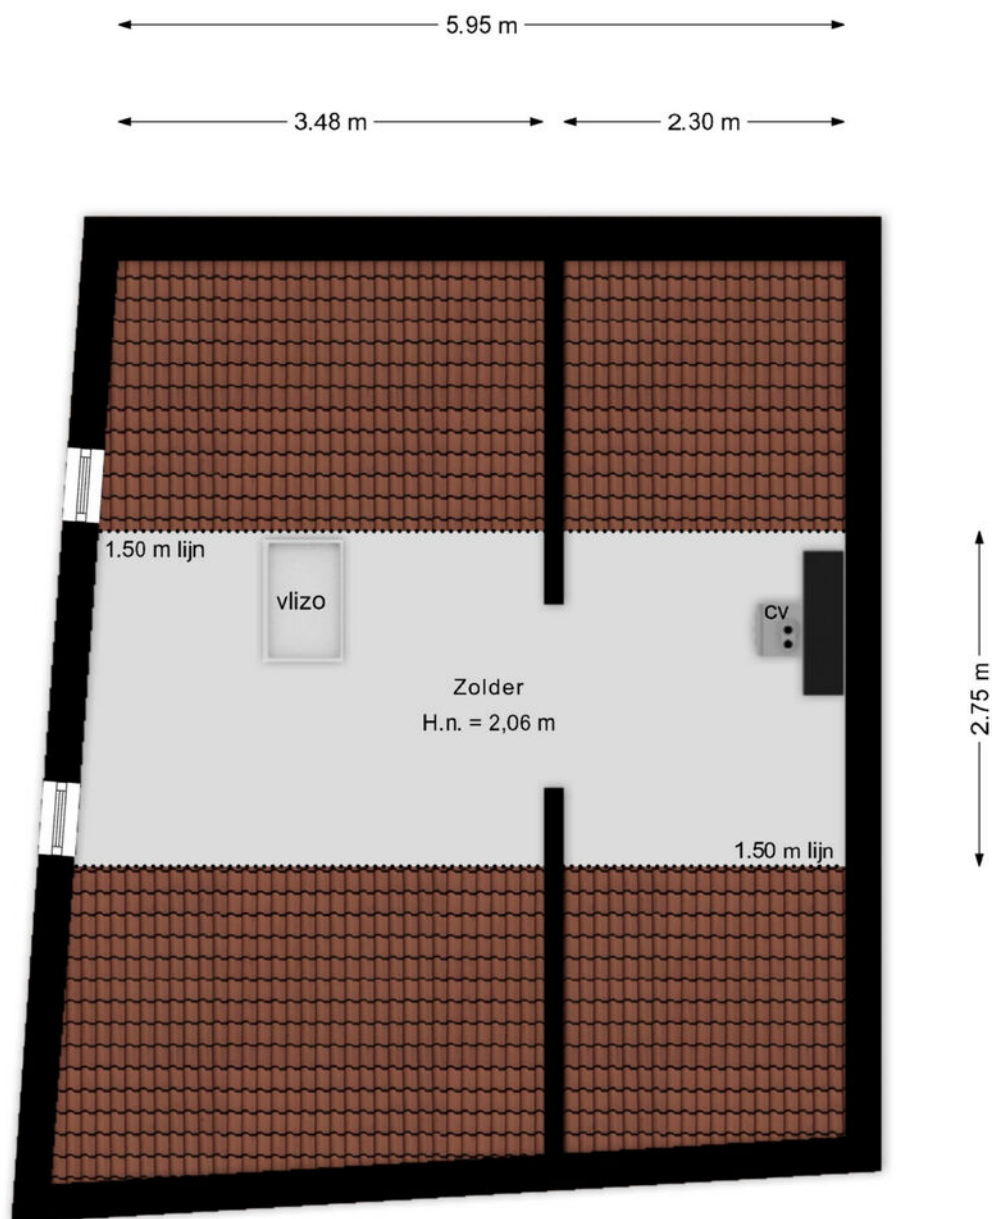 5.95 m
3.48 m
2.30 m
1.50 m lijn
vlizo
cv
Zolder
H.n. = 2,06 m
2.75 m
1.50 m lijn